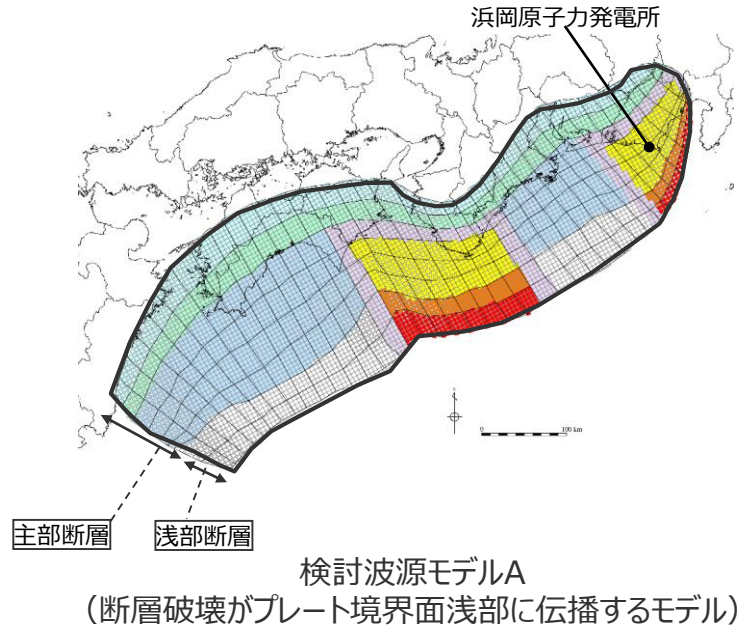 浜岡原子力発電所
0
100 km
主部断層
浅部断層
検討波源モデルA
（断層破壊がプレート境界面浅部に伝播するモデル）